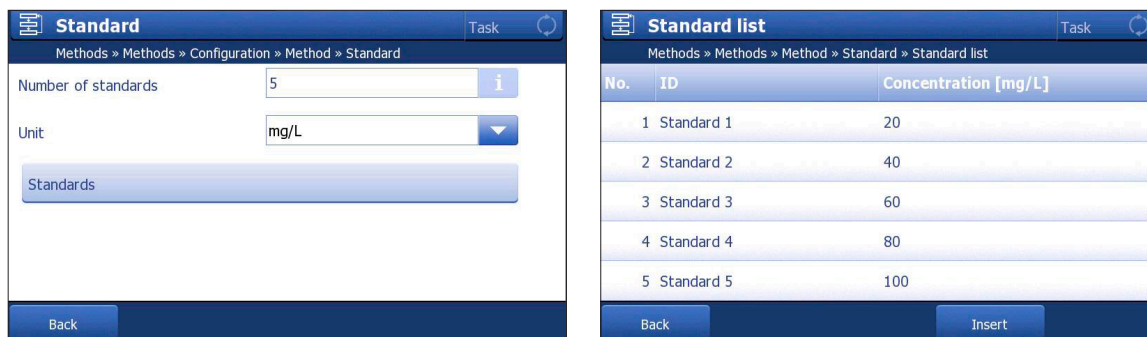 Standard
Task
Methods » Methods » Configuration » Method » Standard
Number of standards
5
i
Unit
mg/L
Standards
Back
Standard list
Task
Methods » Methods » Method » Standard » Standard list
No. ID Concentration [mg/L]
1 Standard 1 20
2 Standard 2 40
3 Standard 3 60
4 Standard 4 80
5 Standard 5 100
Back
Insert